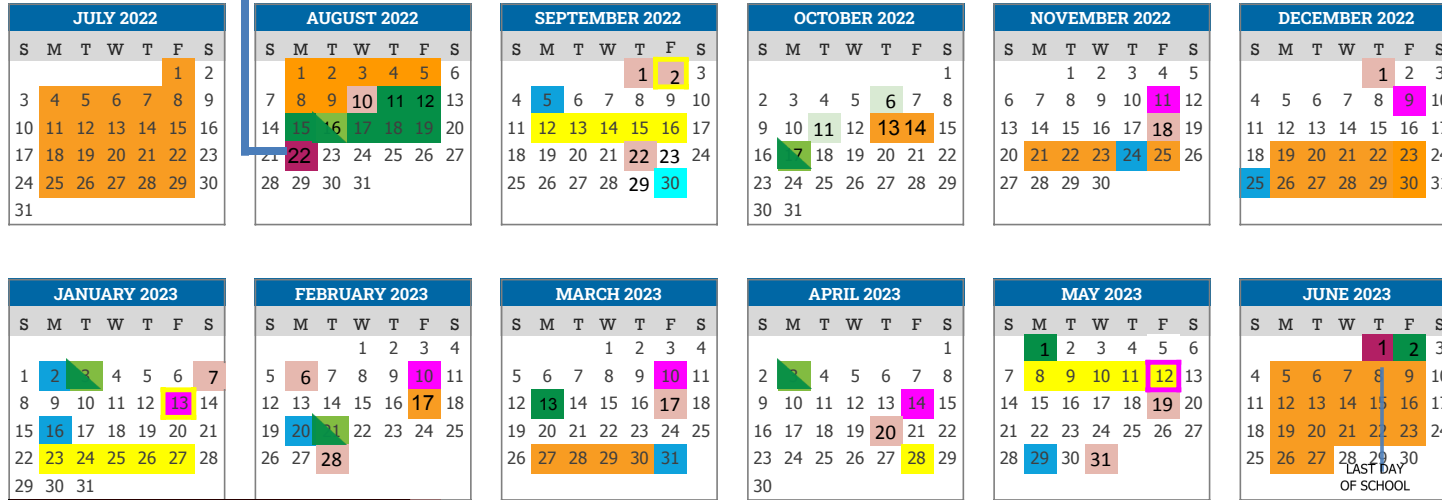 JULY 2022
S M T W T F S
1 2
3 4 5 6 7 8 9
10 11 12 13 14 15 16
17 18 19 20 21 22 23
24 25 26 27 28 29 30
31
AUGUST 2022
S M T W T F S
1 2 3 4 5 6
7 8 9 10 11 12 13
14 15 16 17 18 19 20
21 22 23 24 25 26 27
28 29 30 31
SEPTEMBER 2022
S M T W T F S
1 2 3
4 5 6 7 8 9 10
11 12 13 14 15 16 17
18 19 20 21 22 23 24
25 26 27 28 29 30
OCTOBER 2022
S M T W T F S
1
2 3 4 5 6 7 8
9 10 11 12 13 14 15
16 17 18 19 20 21 22
23 24 25 26 27 28 29
30 31
NOVEMBER 2022
S M T W T F S
1 2 3 4 5
6 7 8 9 10 11 12
13 14 15 16 17 18 19
20 21 22 23 24 25 26
27 28 29 30
DECEMBER 2022
S M T W T F S
1 2 3
4 5 6 7 8 9 10
11 12 13 14 15 16
18 19 20 21 22 23 24
25 26 27 28 29 30
JANUARY 2023
S M T W T F S
1 2 3 4 5 6 7
8 9 10 11 12 13 14
15 16 17 18 19 20 21
22 23 24 25 26 27 28
29 30 31
FEBRUARY 2023
S M T W T F S
1 2 3 4
5 6 7 8 9 10 11
12 13 14 15 16 17 18
19 20 21 22 23 24 25
26 27 28
MARCH 2023
S M T W T F S
1 2 3 4
5 6 7 8 9 10 11
12 13 14 15 16 17 18
19 20 21 22 23 24 25
26 27 28 29 30 31
APRIL 2023
S M T W T F S
1
2 3 4 5 6 7 8
9 10 11 12 13 14 15
16 17 18 19 20 21 22
23 24 25 26 27 28 29
30
MAY 2023
S M T W T F S
1 2 3 4 5 6
7 8 9 10 11 12 13
14 15 16 17 18 19 20
21 22 23 24 25 26 27
28 29 30 31
JUNE 2023
S M T W T F S
1 2 3
4 5 6 7 8 9 10
11 12 13 14 15 16
18 19 20 21 22 23 24
25 26 27 28 29 30
LAST DAY
OF SCHOOL